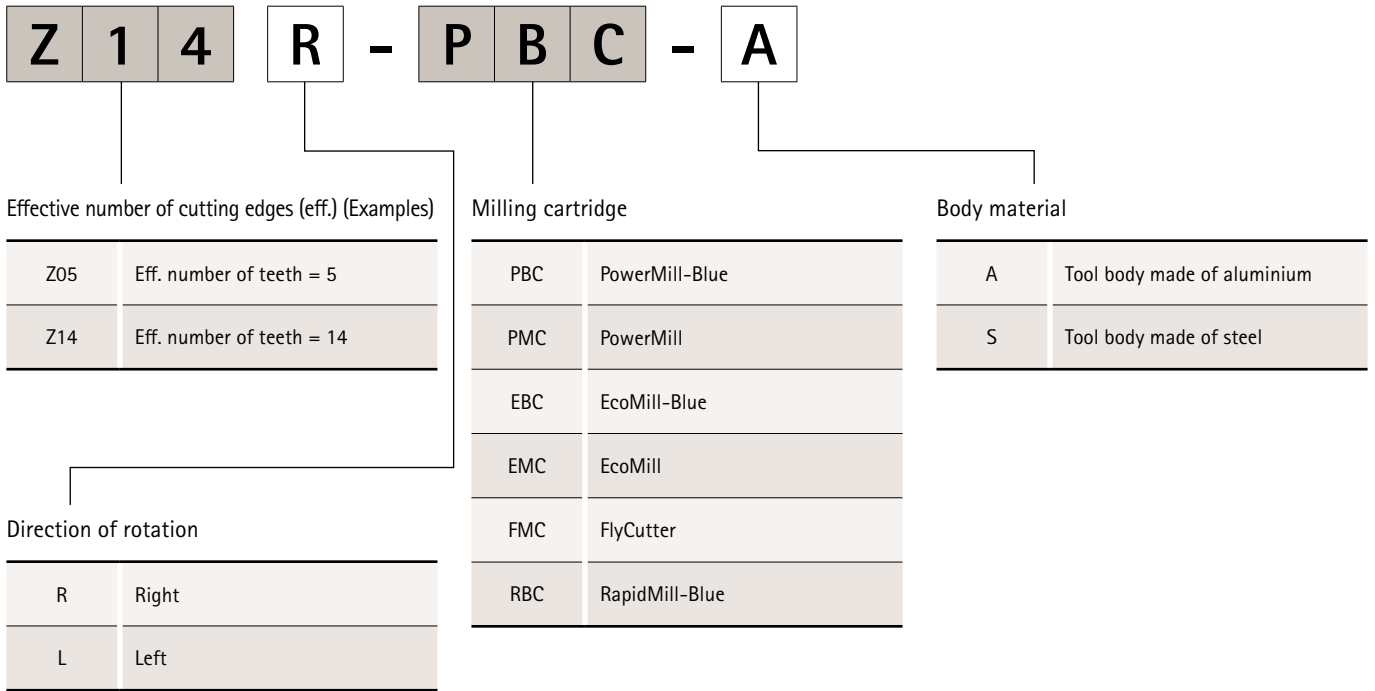 Z14 R - PBC - A
Effective number of cutting edges (eff.) (Examples)
Z05 Eff. number of teeth = 5
Z14 Eff. number of teeth = 14
Direction of rotation
R Right
L Left
Milling cartridge
PBC PowerMill-Blue
PMC PowerMill
EBC EcoMill-Blue
EMC EcoMill
FMC FlyCutter
RBC RapidMill-Blue
Body material
A Tool body made of aluminium
S Tool body made of steel